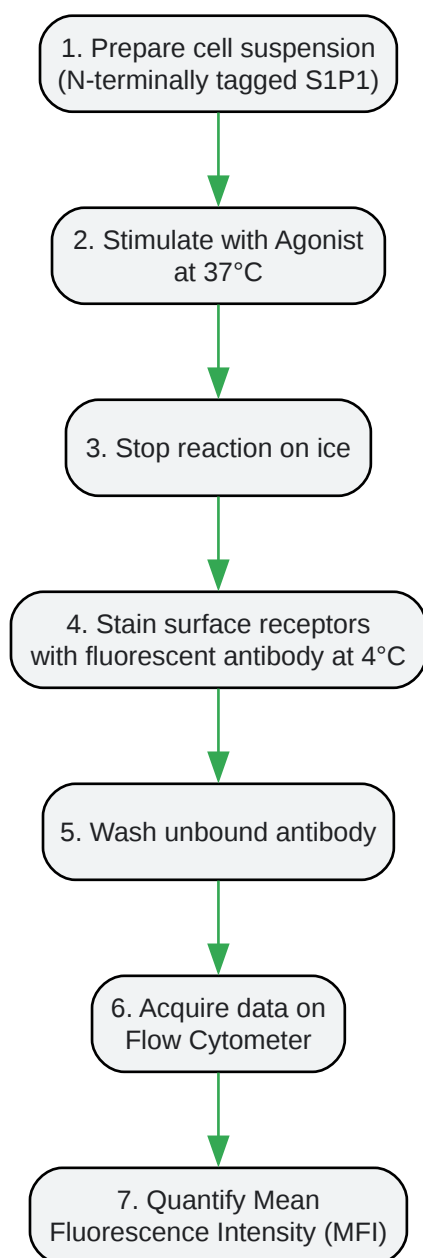 1. Prepare cell suspension
(N-terminally tagged S1P1)
2. Stimulate with Agonist
at 37°C
3. Stop reaction on ice
4. Stain surface receptors
with fluorescent antibody at 4°C
5. Wash unbound antibody
6. Acquire data on
Flow Cytometer
7. Quantify Mean
Fluorescence Intensity (MFI)